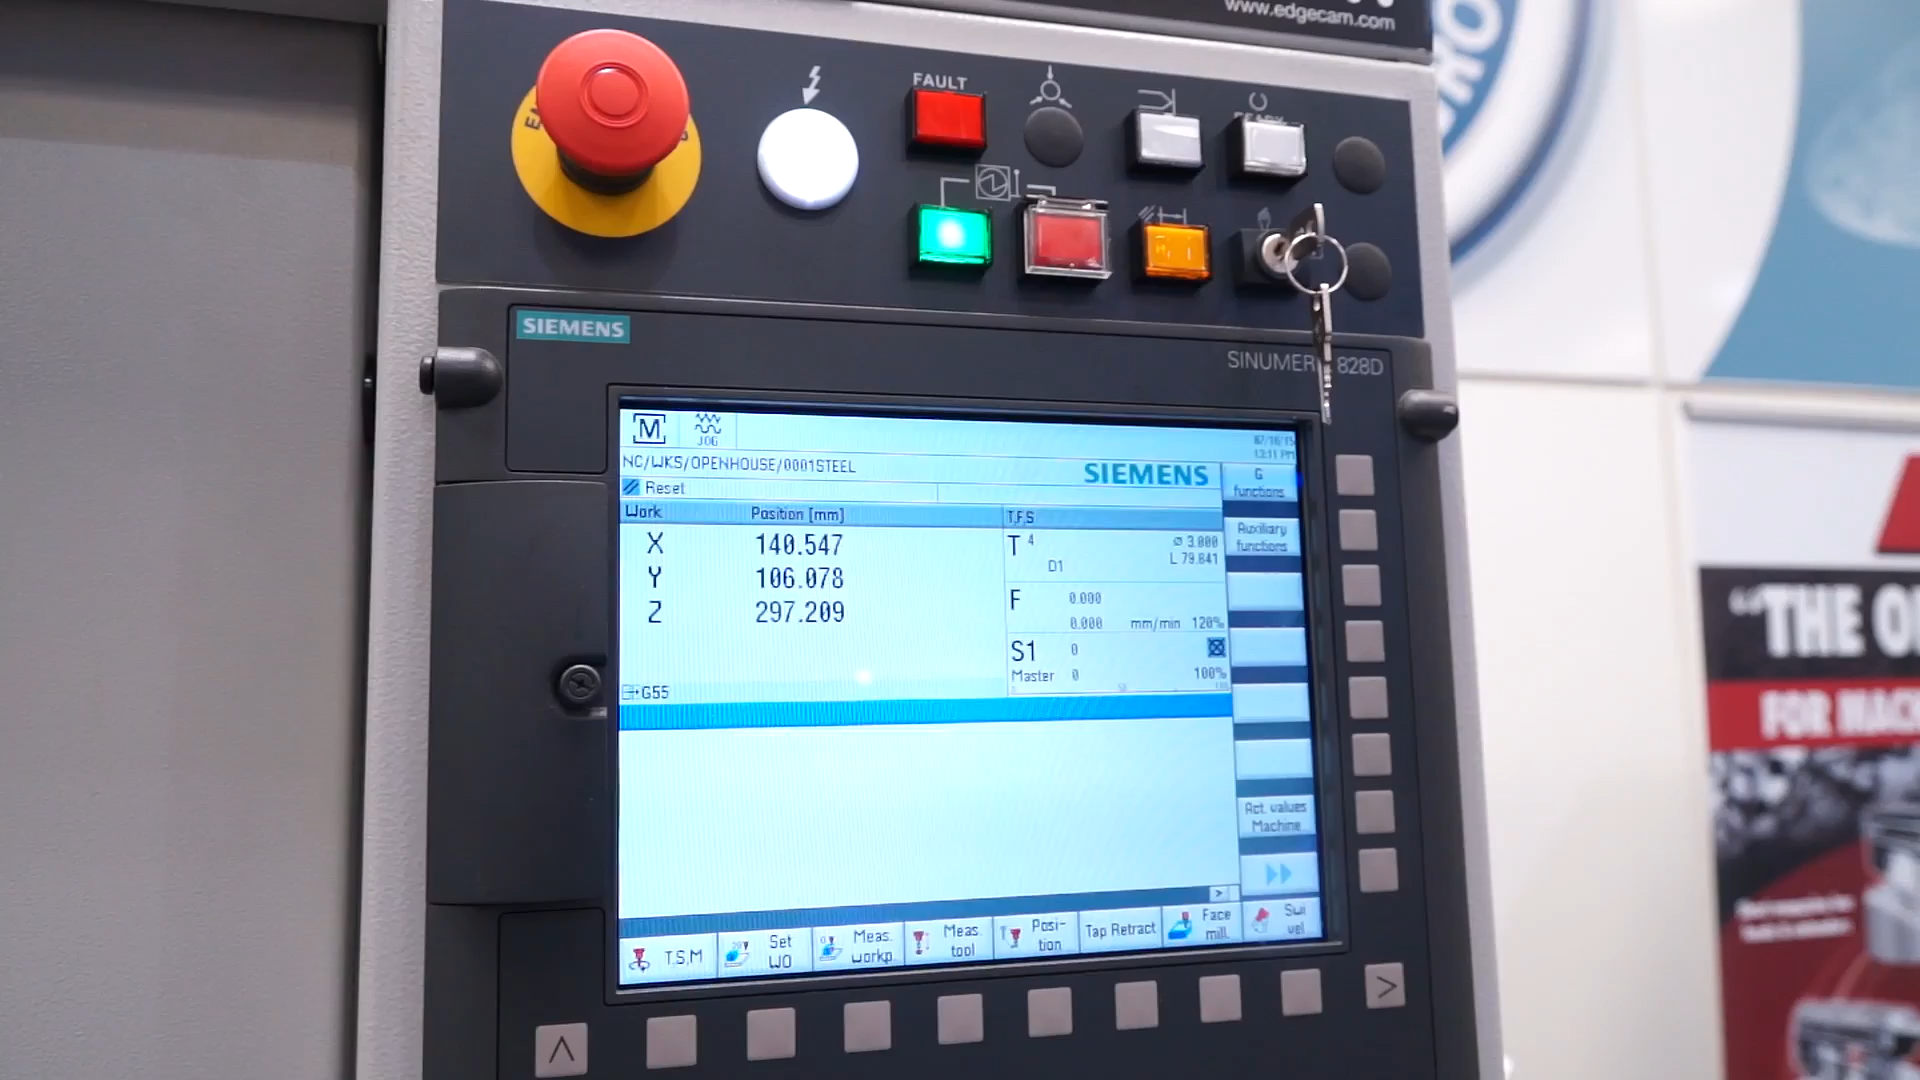 www.edgecam.com
FAULT
SIEMENS
828D
M
JOG
NC/WKS/OPENHOUSE/0001STEEL
SIEMENS
Reset
G functions
Work Position [mm]
T,F,S
X 140.547
Y 106.078
Z 297.209
T 4 Ø 3.000
D1 L 79.841
Auxiliary functions
F 0.000
0.000 mm/min 120%
S1 0
Master 0 100%
G55
Act. values Machine
T,S,M
Set WO
Meas. workp.
Meas. tool
Posi- tion
Tap Retract
Face mill.
Swi vel
"THE
FOR